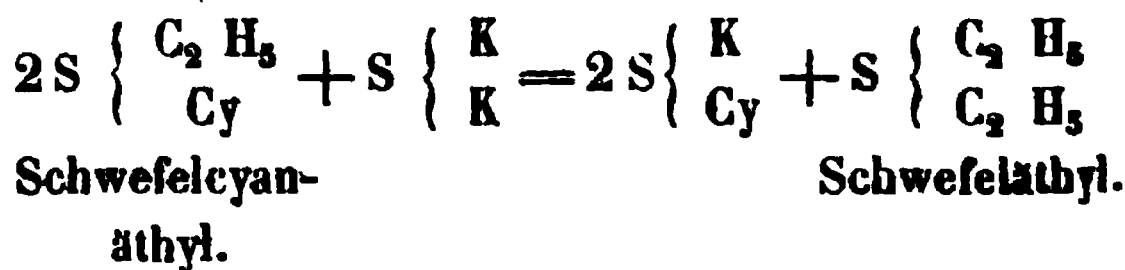 2 S { C₂ H₅ Cy + S { K K = 2 S { K Cy + S { C₂ H₅ C₂ H₅
Schwefelcyan- Schwefeläthyl.
äthyl.